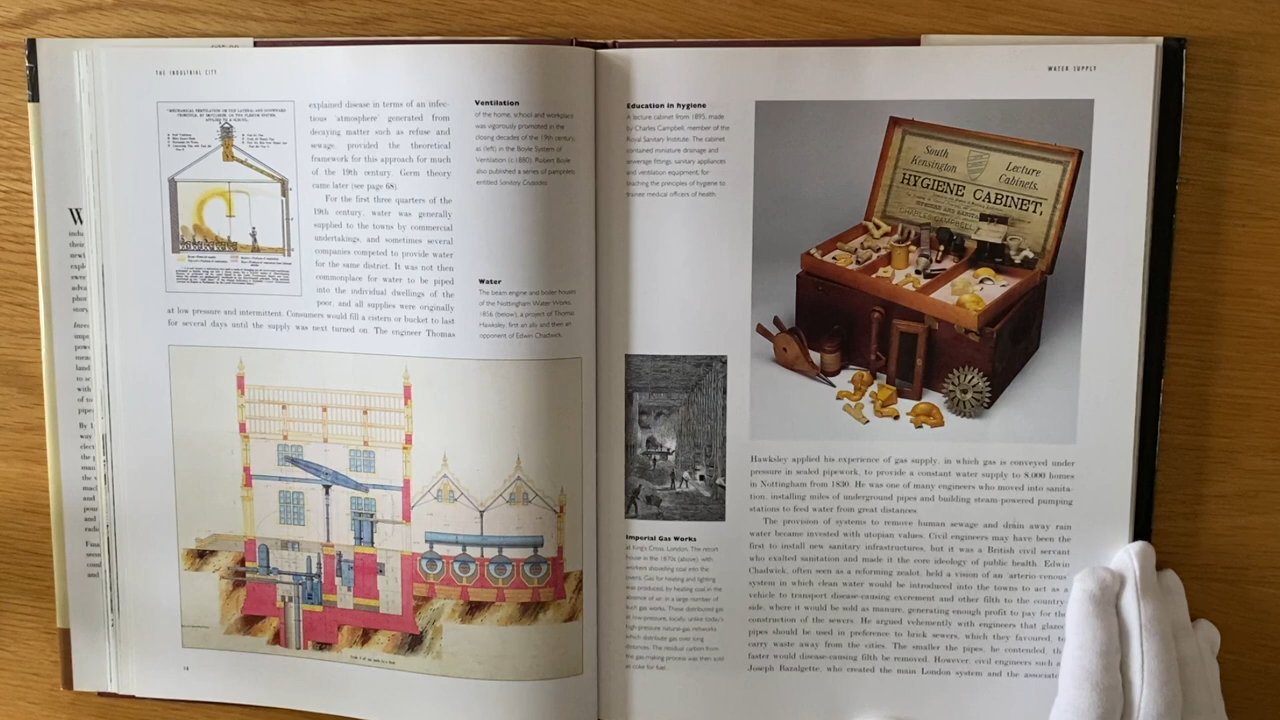 THE INDUSTRIAL CITY
"MECHANICAL VENTILATION ON THE LATERAL AND DOWNWARD
explained disease in terms of an infec-
tious 'atmosphere' generated from
decaying matter such as refuse and
sewage, provided the theoretical
framework for this approach for much
of the 19th century. Germ theory
came later (see page 68)
For the first three quarters of the
19th century, water was generally
supplied to the towns by commercial
undertakings, and sometimes several
companies competed to provide water
for the same district. It was not then
commonplace for water to be piped
into the individual dwellings of the
poor, and all supplies were originally
at low pressure and intermittent. Consumers would fill a cistern or bucket to last
for several days until the supply was next turned on. The engineer Thomas
Ventilation
of the home, school and workplace
was vigorously promoted in the
closing decades of the 19th century,
as (left) in the Boyle System of
Ventilation (c.1880). Robert Boyle
also published a series of pamphlets
entitled Sanitary Crusades
Water
The beam engine and boiler houses
of the Nottingham Water Works,
1856 (below), a project of Thomas
Hawksley, first an ally and then an
opponent of Edwin Chadwick.
14
WATER SUPPLY
Education in hygiene
A lecture cabinet from 1895, made
by Charles Campbell, member of the
Royal Sanitary Institute. The cabinet
contained miniature drainage and
sewerage fittings, sanitary appliances
and ventilation equipment, for
teaching the principles of hygiene to
trainee medical officers of health.
South
Kensington
Lecture
Cabinets.
HYGIENE CABINET,
CHARLES CAMPBELL
Imperial Gas Works
at King's Cross, London. The retort
house in the 1870s (above), with
workers shovelling coal into the
ovens. Gas for heating and lighting
was produced, by heating coal in the
absence of air, in a large number of
such gas works. These distributed gas
at low pressure, locally, unlike today's
high pressure natural-gas networks
which distribute gas over long
distances. The residual carbon from
the gas-making process was then sold
as coke for fuel.
Hawksley applied his experience of gas supply, in which gas is conveyed under
pressure in sealed pipework, to provide a constant water supply to 8,000 homes
in Nottingham from 1830. He was one of many engineers who moved into sanita-
tion, installing miles of underground pipes and building steam-powered pumping
stations to feed water from great distances.
The provision of systems to remove human sewage and drain away rain
water became invested with utopian values. Civil engineers may have been the
first to install new sanitary infrastructures, but it was a British civil servant
who exalted sanitation and made it the core ideology of public health. Edwin
Chadwick, often seen as a reforming zealot, held a vision of an 'arterio-venous'
system in which clean water would be introduced into the towns to act as a
vehicle to transport disease-causing excrement and other filth to the country-
side, where it would be sold as manure, generating enough profit to pay for the
construction of the sewers. He argued vehemently with engineers that glazed
pipes should be used in preference to brick sewers, which they favoured, to
carry waste away from the cities. The smaller the pipes, he contended, the
faster would disease-causing filth be removed. However, civil engineers such a
Joseph Bazalgette, who created the main London system and the associate